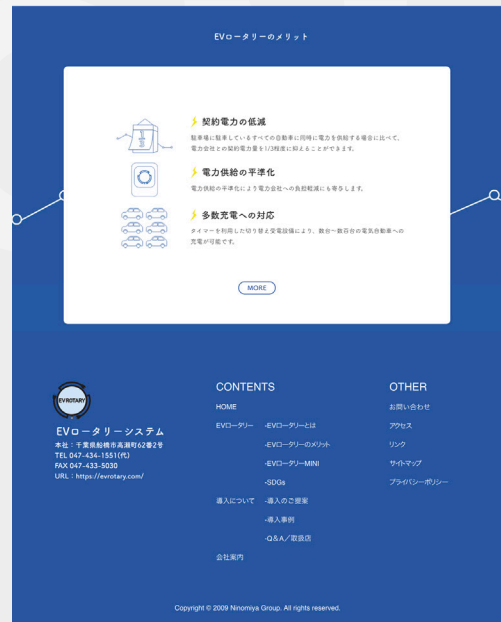 EVロータリーのメリット
契約電力の低減
駐車場に駐車しているすべての自動車に同時に電力を供給する場合に比べて、
電力会社との契約電力量を1/3程度に抑えることができます。
1/3
電力供給の平準化
電力供給の平準化により電力会社への負担軽減にも寄与します。
多数充電への対応
タイマーを利用した切り替え受電設備により、数台〜数百台の電気自動車への
充電が可能です。
MORE
EVROTARY
EVロータリーシステム
本社：千葉県船橋市高瀬町62番2号
TEL 047-434-1551(代)
FAX 047-433-5030
URL：https://evrotary.com/
CONTENTS
HOME
EVロータリー
-EVロータリーとは
-EVロータリーのメリット
-EVロータリーMINI
-SDGs
導入について
-導入のご提案
-導入事例
-Q&A／取扱店
会社案内
OTHER
お問い合わせ
アクセス
リンク
サイトマップ
プライバシーポリシー
Copyright © 2009 Ninomiya Group. All rights reserved.